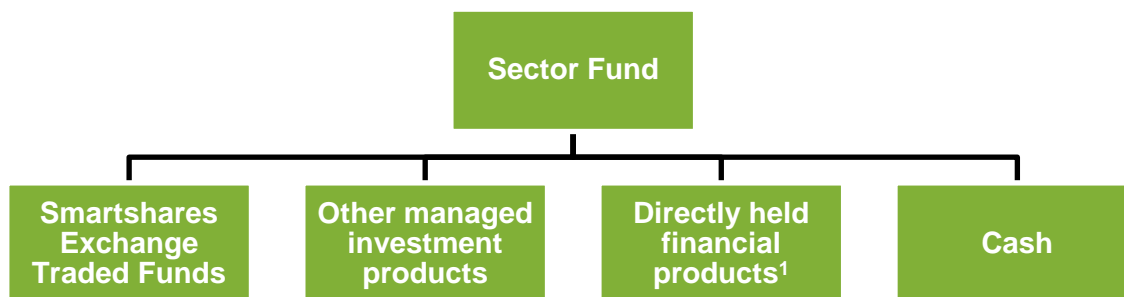 Sector Fund
Smartshares
Exchange
Traded Funds
Other managed
investment
products
Directly held
financial
products¹
Cash